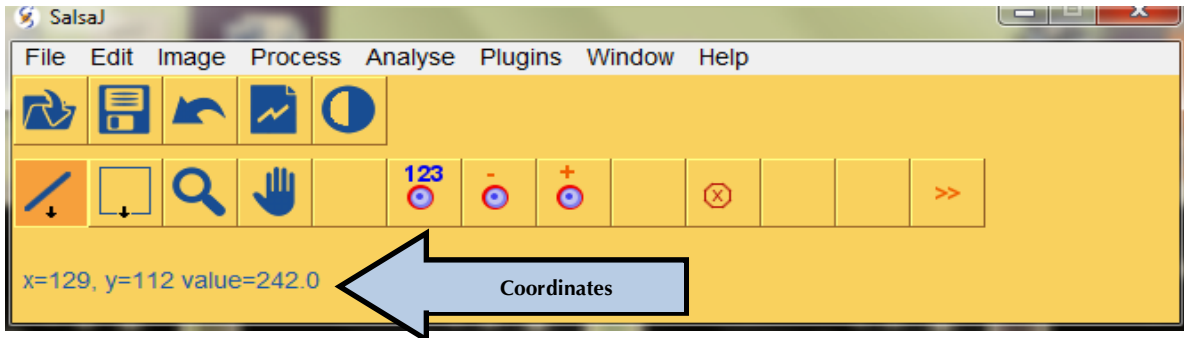 SalsaJ
File Edit Image Process Analyse Plugins Window Help
123
- +
>>
x=129, y=112 value=242.0
Coordinates